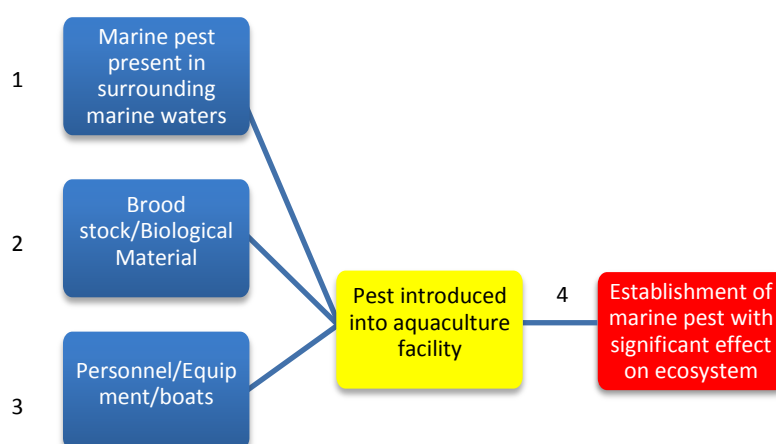 1
Marine pest
present in
surrounding
marine waters
2
Brood
stock/Biological
Material
3
Personnel/Equip
ment/boats
Pest introduced
into aquaculture
facility
4
Establishment of
marine pest with
significant effect
on ecosystem